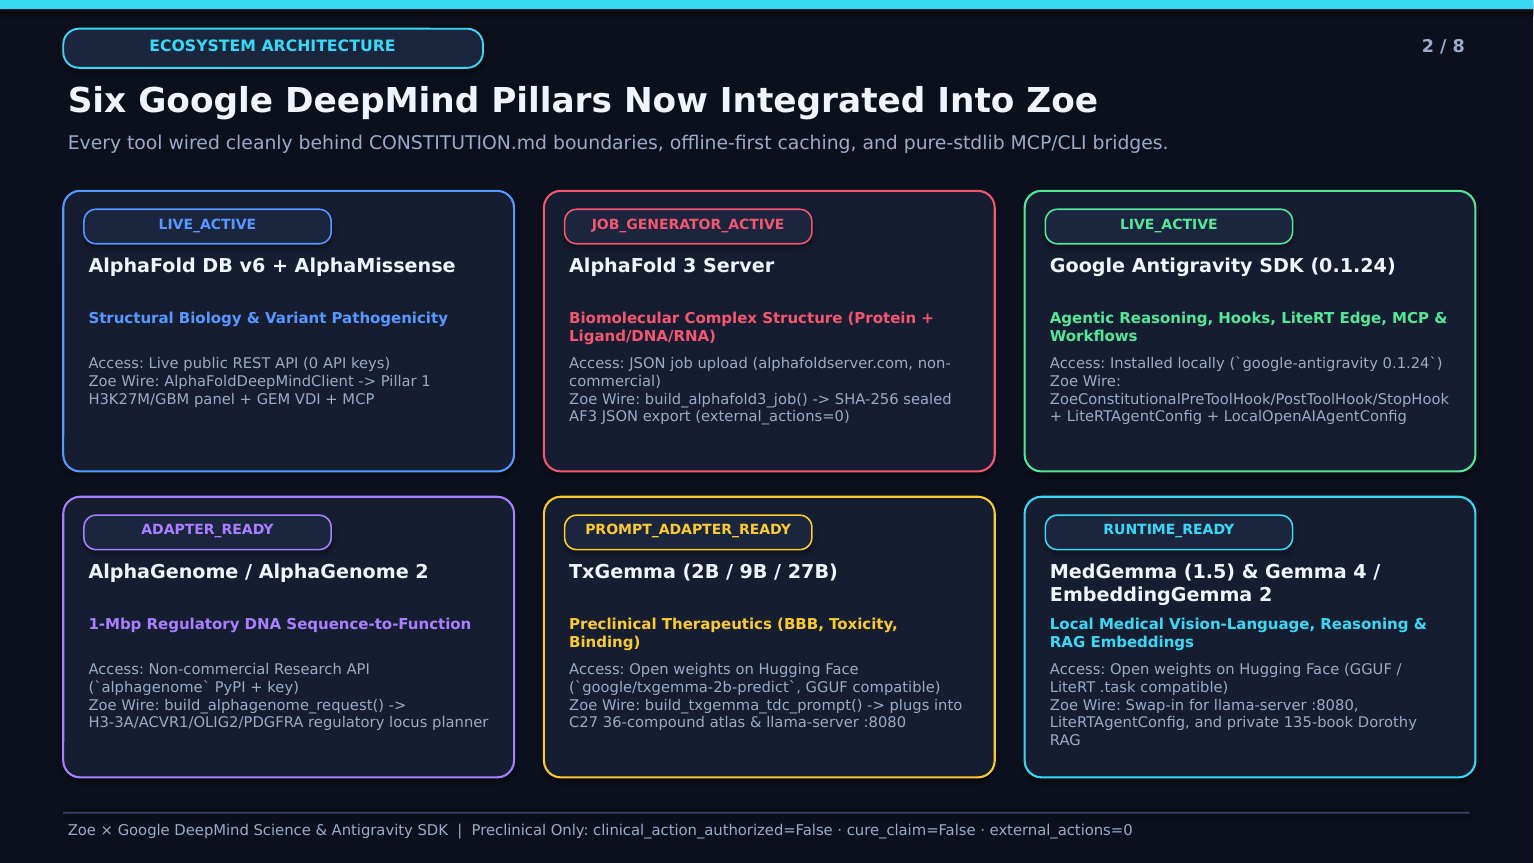 ECOSYSTEM ARCHITECTURE
2 / 8
Six Google DeepMind Pillars Now Integrated Into Zoe
Every tool wired cleanly behind CONSTITUTION.md boundaries, offline-first caching, and pure-stdlib MCP/CLI bridges.
LIVE_ACTIVE
AlphaFold DB v6 + AlphaMissense
Structural Biology & Variant Pathogenicity
Access: Live public REST API (0 API keys)
Zoe Wire: AlphaFoldDeepMindClient -> Pillar 1
H3K27M/GBM panel + GEM VDI + MCP
JOB_GENERATOR_ACTIVE
AlphaFold 3 Server
Biomolecular Complex Structure (Protein +
Ligand/DNA/RNA)
Access: JSON job upload (alphafoldserver.com, non-
commercial)
Zoe Wire: build_alphafold3_job() -> SHA-256 sealed
AF3 JSON export (external_actions=0)
LIVE_ACTIVE
Google Antigravity SDK (0.1.24)
Agentic Reasoning, Hooks, LiteRT Edge, MCP &
Workflows
Access: Installed locally (`google-antigravity 0.1.24`)
Zoe Wire:
ZoeConstitutionalPreToolHook/PostToolHook/StopHook
+ LiteRTAgentConfig + LocalOpenAIAgentConfig
ADAPTER_READY
AlphaGenome / AlphaGenome 2
1-Mbp Regulatory DNA Sequence-to-Function
Access: Non-commercial Research API
(`alphagenome` PyPI + key)
Zoe Wire: build_alphagenome_request() ->
H3-3A/ACVR1/OLIG2/PDGFRA regulatory locus planner
PROMPT_ADAPTER_READY
TxGemma (2B / 9B / 27B)
Preclinical Therapeutics (BBB, Toxicity,
Binding)
Access: Open weights on Hugging Face
(`google/txgemma-2b-predict`, GGUF compatible)
Zoe Wire: build_txgemma_tdc_prompt() -> plugs into
C27 36-compound atlas & llama-server :8080
RUNTIME_READY
MedGemma (1.5) & Gemma 4 /
EmbeddingGemma 2
Local Medical Vision-Language, Reasoning &
RAG Embeddings
Access: Open weights on Hugging Face (GGUF /
LiteRT .task compatible)
Zoe Wire: Swap-in for llama-server :8080,
LiteRTAgentConfig, and private 135-book Dorothy
RAG
Zoe × Google DeepMind Science & Antigravity SDK  |  Preclinical Only: clinical_action_authorized=False · cure_claim=False · external_actions=0